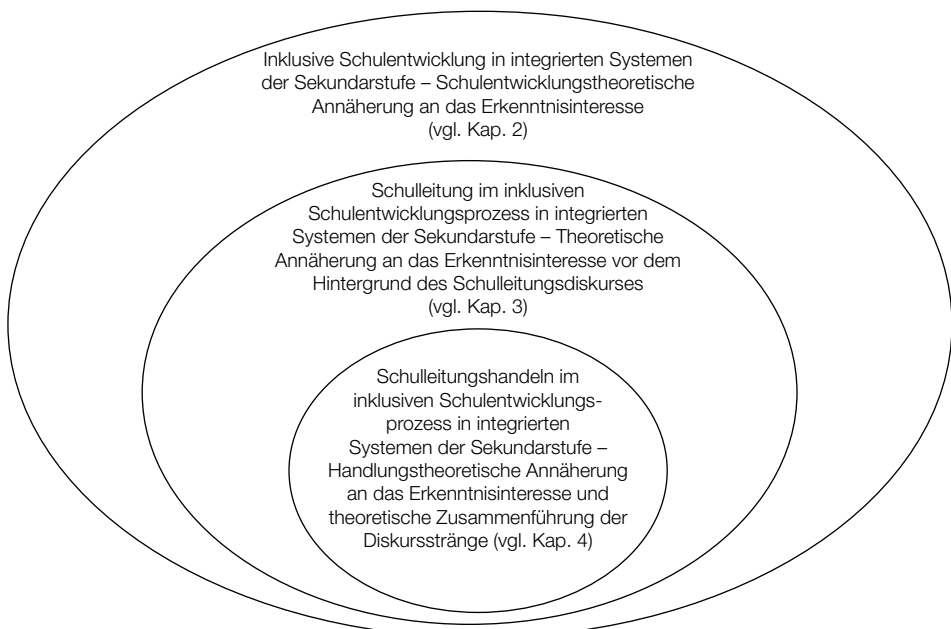 Inklusive Schulentwicklung in integrierten Systemen
der Sekundarstufe – Schulentwicklungstheoretische
Annäherung an das Erkenntnisinteresse
(vgl. Kap. 2)
Schulleitung im inklusiven
Schulentwicklungsprozess in integrierten
Systemen der Sekundarstufe – Theoretische
Annäherung an das Erkenntnisinteresse vor dem
Hintergrund des Schulleitungsdiskurses
(vgl. Kap. 3)
Schulleitungshandeln im
inklusiven Schulentwicklungs-
prozess in integrierten
Systemen der Sekundarstufe –
Handlungstheoretische Annäherung
an das Erkenntnisinteresse und
theoretische Zusammenführung der
Diskursstränge (vgl. Kap. 4)